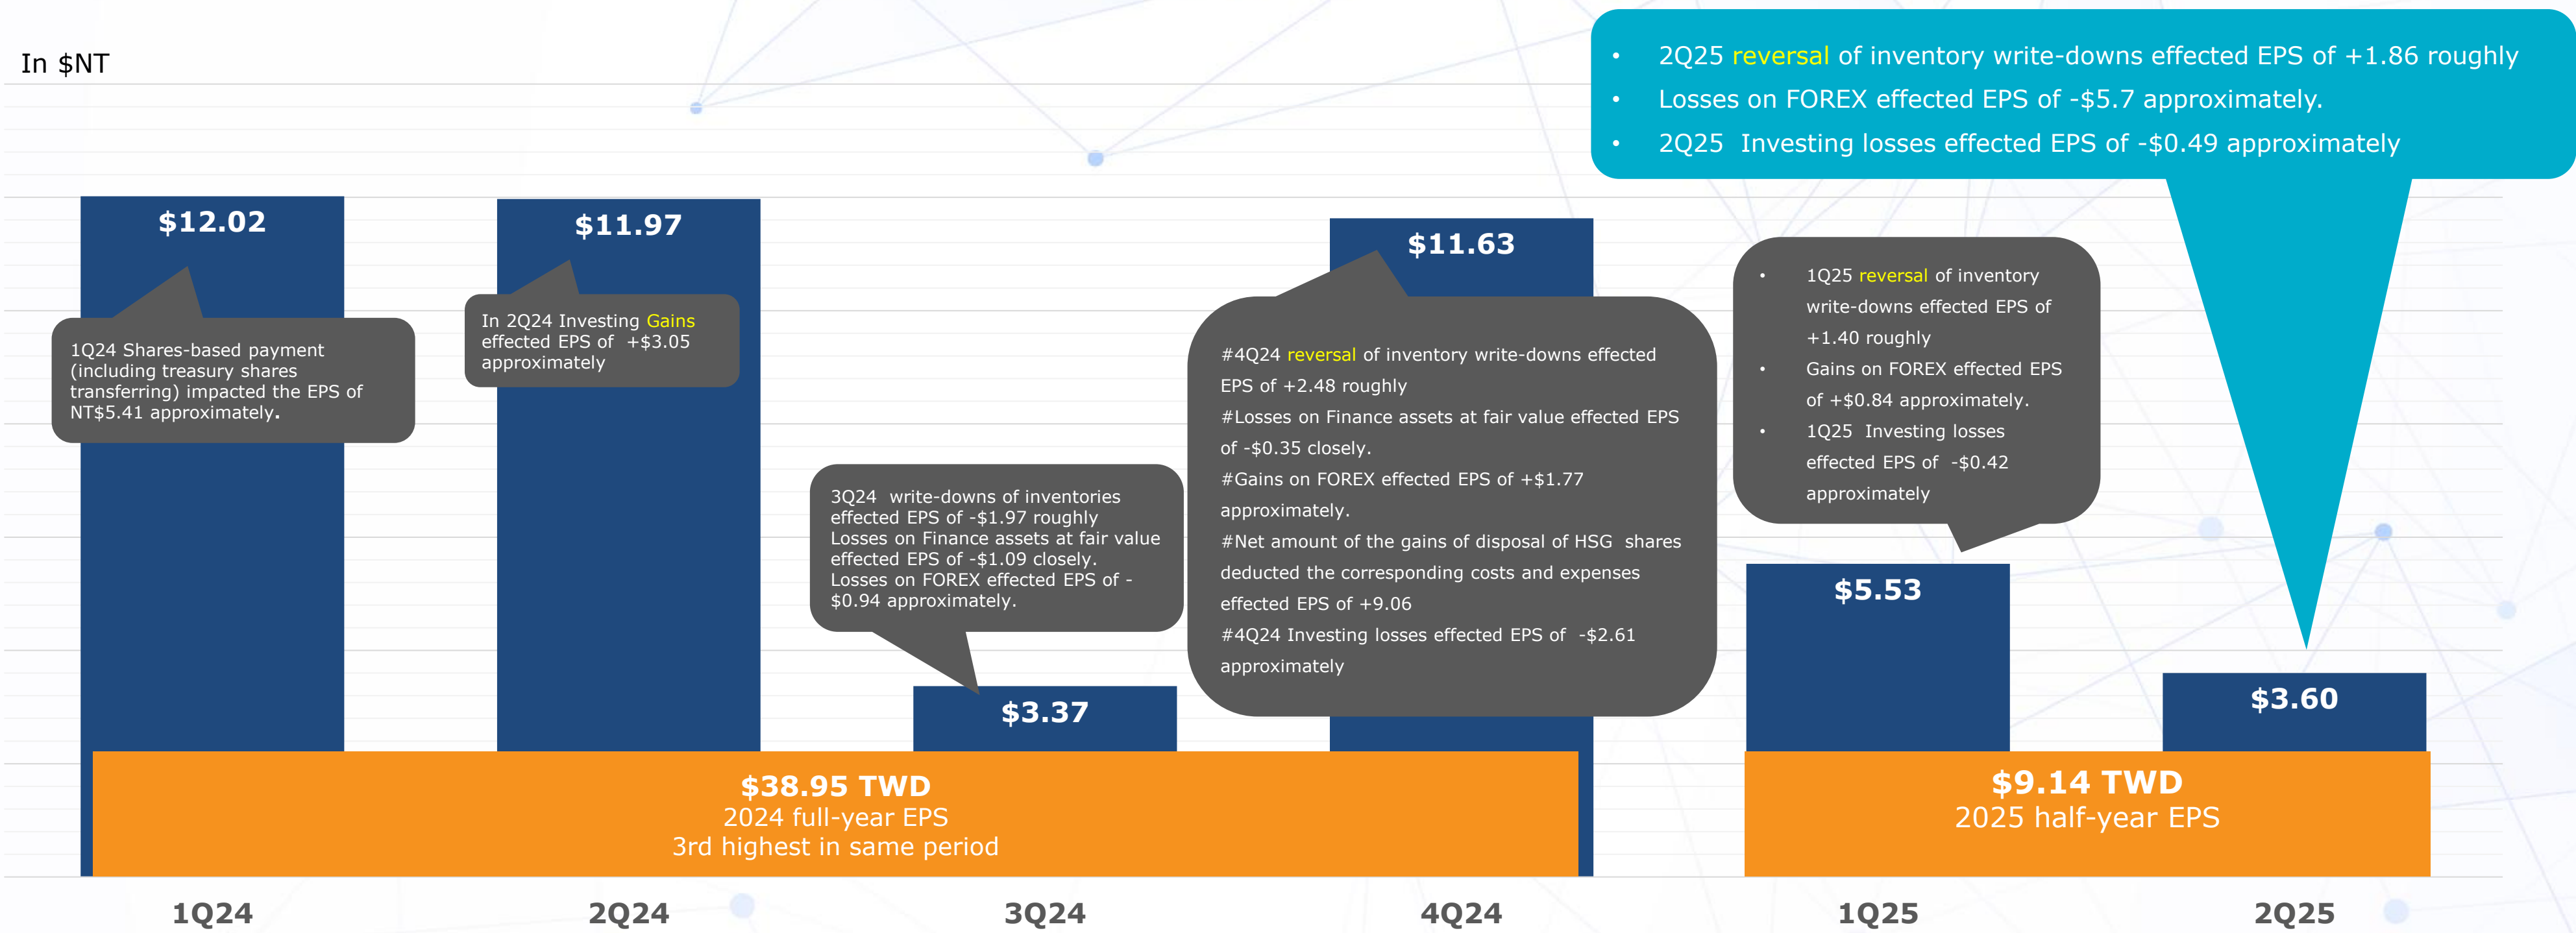 In $NT
• 2Q25 reversal of inventory write-downs effected EPS of +1.86 roughly
• Losses on FOREX effected EPS of -$5.7 approximately.
• 2Q25 Investing losses effected EPS of -$0.49 approximately
$12.02
1Q24 Shares-based payment
(including treasury shares
transferring) impacted the EPS of
NT$5.41 approximately.
$11.97
In 2Q24 Investing Gains
effected EPS of +$3.05
approximately
3Q24 write-downs of inventories
effected EPS of -$1.97 roughly
Losses on Finance assets at fair value
effected EPS of -$1.09 closely.
Losses on FOREX effected EPS of -
$0.94 approximately.
$3.37
$11.63
#4Q24 reversal of inventory write-downs effected
EPS of +2.48 roughly
#Losses on Finance assets at fair value effected EPS
of -$0.35 closely.
#Gains on FOREX effected EPS of +$1.77
approximately.
#Net amount of the gains of disposal of HSG shares
deducted the corresponding costs and expenses
effected EPS of +9.06
#4Q24 Investing losses effected EPS of -$2.61
approximately
• 1Q25 reversal of inventory
write-downs effected EPS of
+1.40 roughly
• Gains on FOREX effected EPS
of +$0.84 approximately.
• 1Q25 Investing losses
effected EPS of -$0.42
approximately
$5.53
$3.60
$38.95 TWD
2024 full-year EPS
3rd highest in same period
$9.14 TWD
2025 half-year EPS
1Q24
2Q24
3Q24
4Q24
1Q25
2Q25